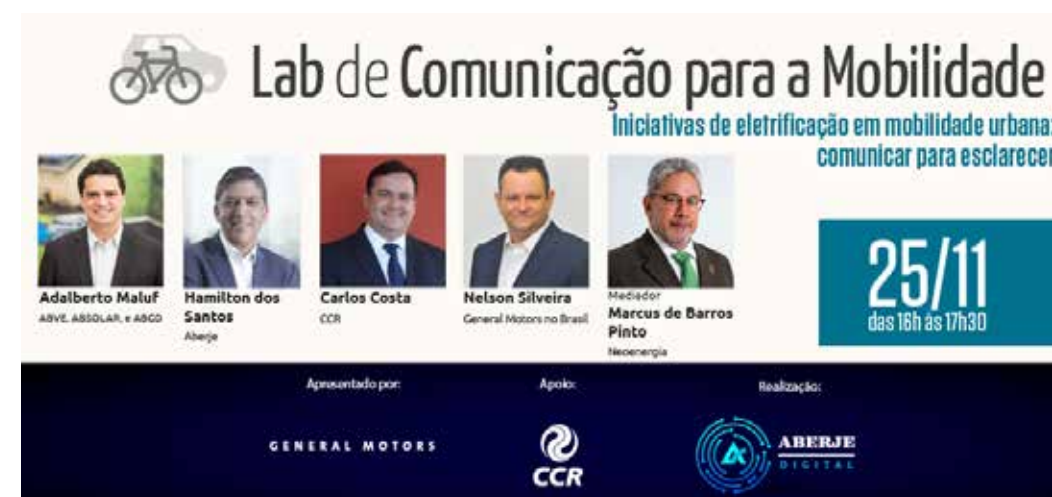 Lab de Comunicação para a Mobilidade
Iniciativas de eletrificação em mobilidade urbana:
comunicar para esclarecer
Adalberto Maluf
ABVE, ABSOLAR, e ABGD
Hamilton dos
Santos
Aberje
Carlos Costa
CCR
Nelson Silveira
General Motors no Brasil
Mediador
Marcus de Barros
Pinto
Neoenergia
25/11
das 16h às 17h30
Apresentado por:
GENERAL MOTORS
Apoio:
CCR
Realização:
ABERJE
DIGITAL